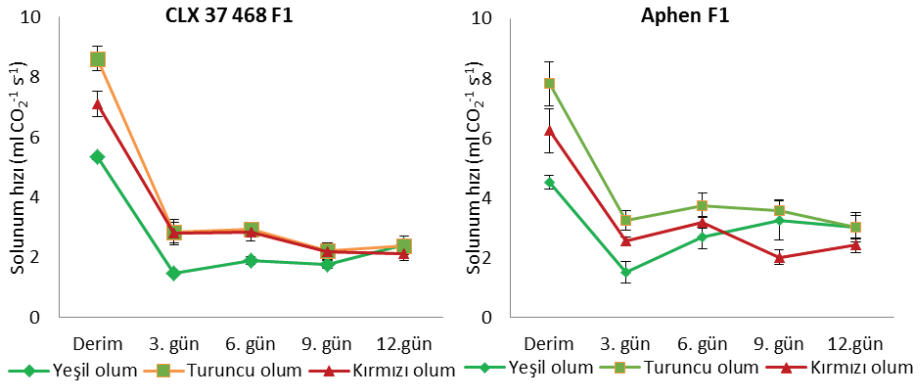 CLX 37 468 F1
Solunum hızı (ml CO₂⁻¹ s⁻¹)
10
8
6
4
2
0
Derim 3. gün 6. gün 9. gün 12.gün
Yeşil olum Turuncu olum Kırmızı olum
Aphen F1
Solunum hızı (ml CO₂⁻¹ s⁻¹)
10
8
6
4
2
0
Derim 3. gün 6. gün 9. gün 12.gün
Yeşil olum Turuncu olum Kırmızı olum